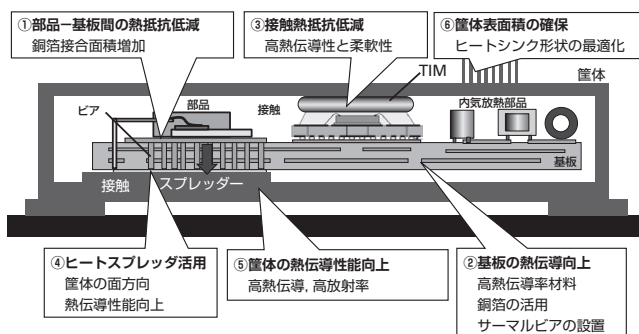 ①部品−基板間の熱抵抗低減
銅箔接合面積増加
③接触熱抵抗低減
高熱伝導性と柔軟性
⑥筐体表面積の確保
ヒートシンク形状の最適化
TIM
筐体
ビア
部品
接触
内気放熱部品
基板
接触
スプレッダー
④ヒートスプレッダ活用
筐体の面方向
熱伝導性能向上
⑤筐体の熱伝導性能向上
高熱伝導, 高放射率
②基板の熱伝導向上
高熱伝導率材料
銅箔の活用
サーマルビアの設置